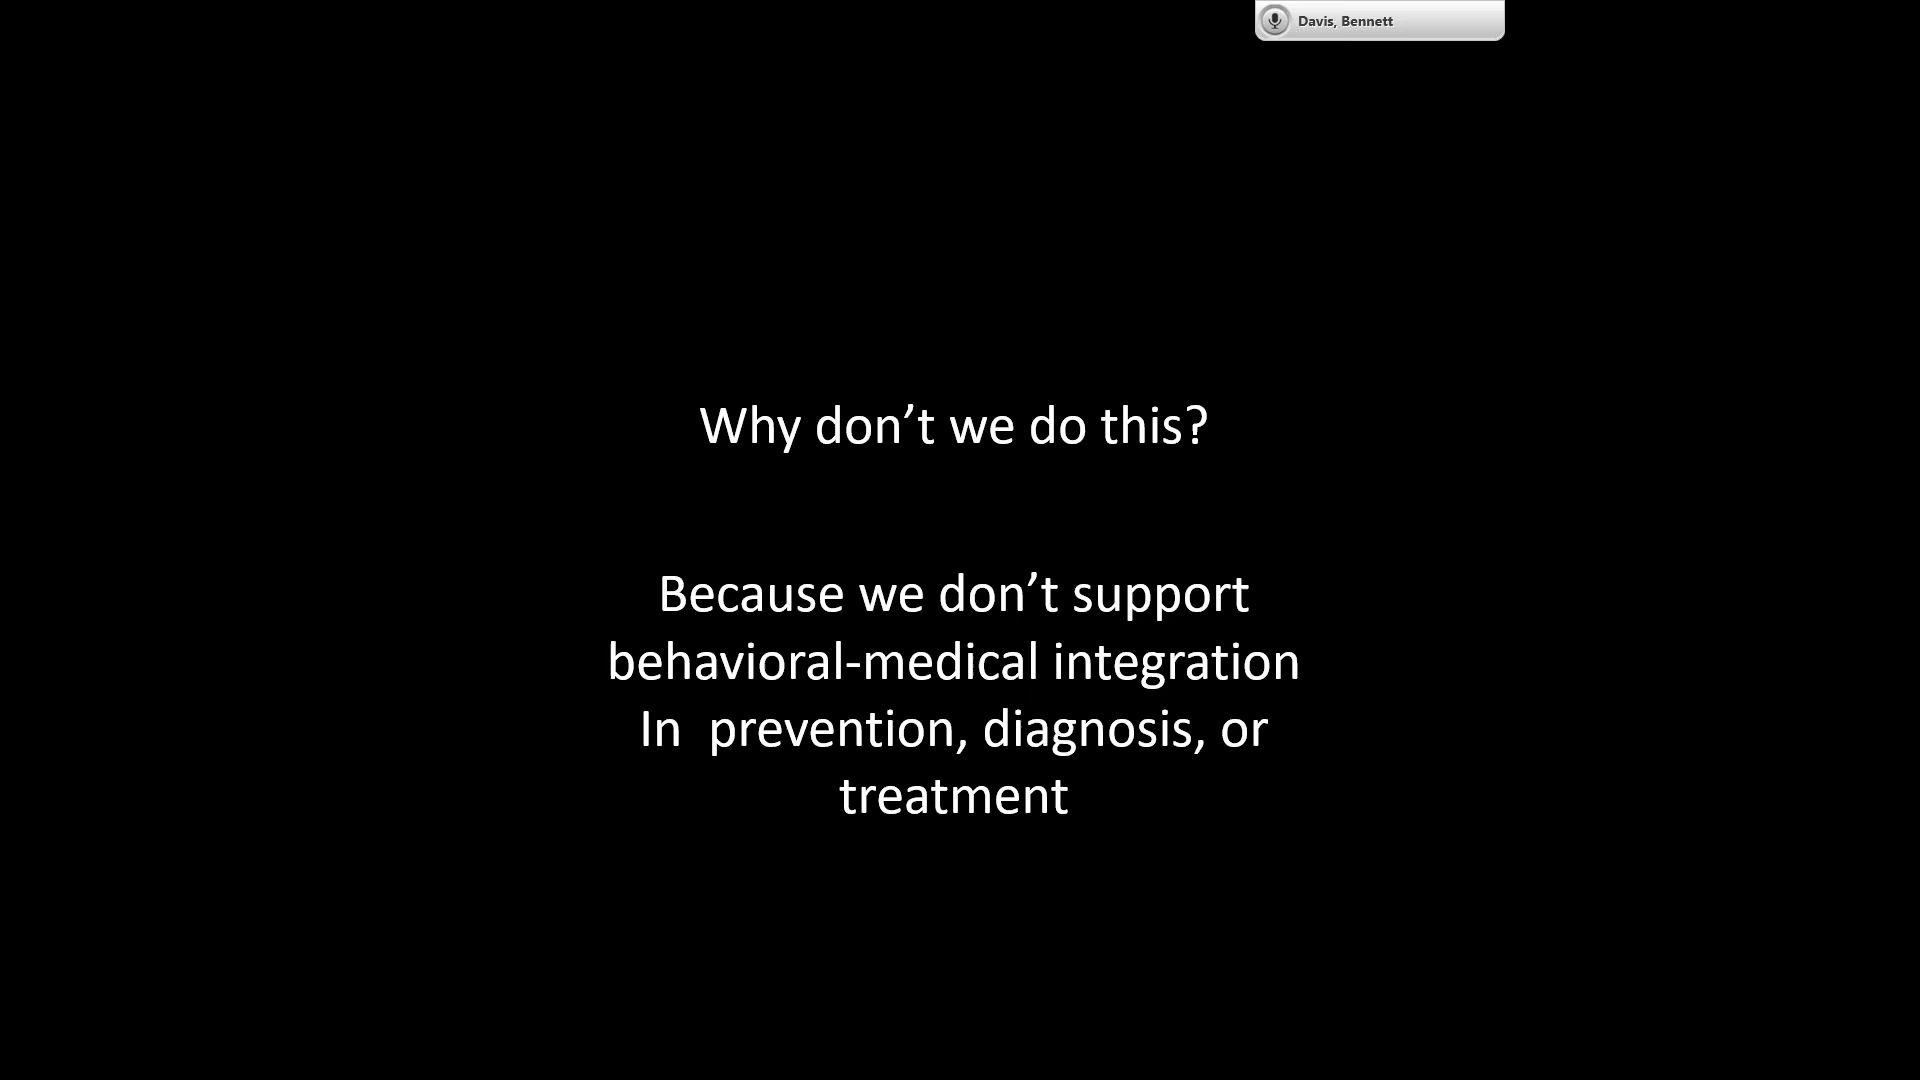 Davis, Bennett
Why don’t we do this?
Because we don’t support
behavioral-medical integration
In  prevention, diagnosis, or
treatment